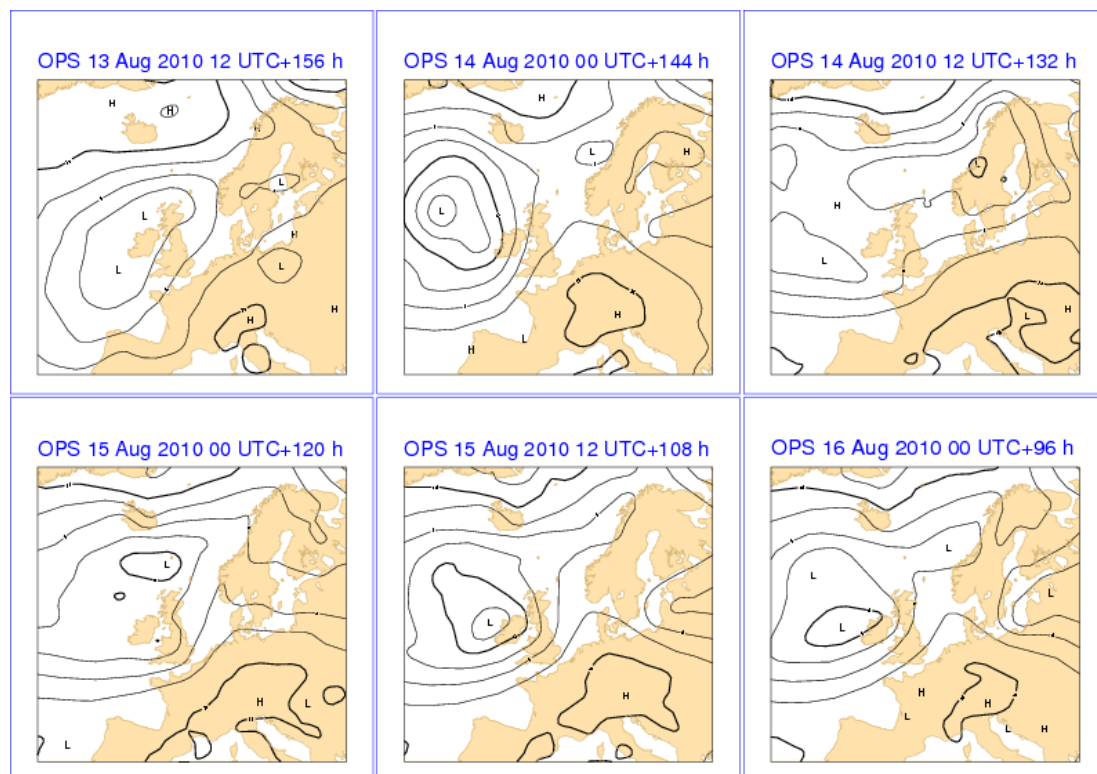 OPS 13 Aug 2010 12 UTC+156 h
OPS 14 Aug 2010 00 UTC+144 h
OPS 14 Aug 2010 12 UTC+132 h
H
H
H
L
H
L
L
H
H
L
H
L
L
H
H
L
H
L
H
L
L
H
OPS 15 Aug 2010 00 UTC+120 h
OPS 15 Aug 2010 12 UTC+108 h
OPS 16 Aug 2010 00 UTC+96 h
L
H
L
L
L
H
L
L
L
L
H
H
L
L
H